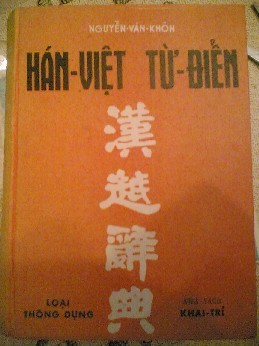 NGUYỄN-VĂN-KHÔN
HÁN-VIỆT TỪ-ĐIỂN
漢
越
辭
典
LOẠI
THÔNG DỤNG
NHÀ SÁCH
KHAI-TRÍ